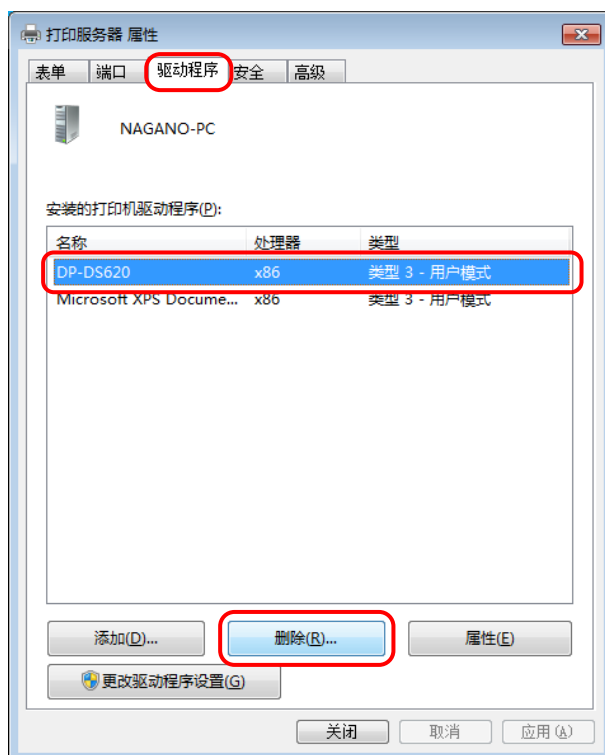 打印服务器 属性
表单 端口 驱动程序 安全 高级
NAGANO-PC
安装的打印机驱动程序(P):
名称 处理器 类型
DP-DS620 x86 类型 3 - 用户模式
Microsoft XPS Docume... x86 类型 3 - 用户模式
添加(D)... 删除(R)... 属性(E)
更改驱动程序设置(G)
关闭 取消 应用(A)